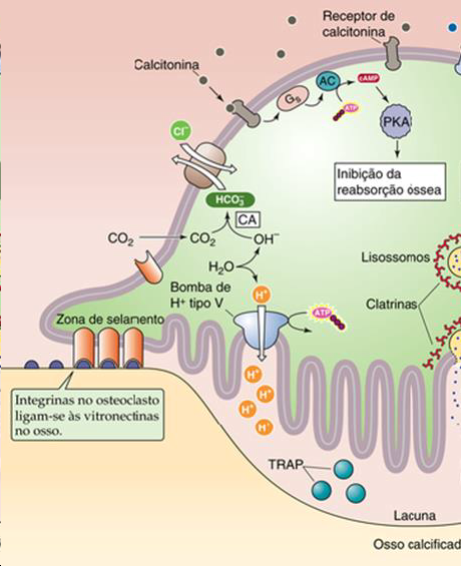 Receptor de
calcitonina
Calcitonina
Gs
AC
cAMP
ATP
PKA
Cl⁻
Inibição da
reabsorção óssea
HCO₃⁻
CA
CO₂
CO₂
OH⁻
H₂O
Lisossomos
Bomba de
H⁺ tipo V
H⁺
ATP
Clatrinas
Zona de selamento
H⁺
H⁺
H⁺
H⁺
Integrinas no osteoclasto
ligam-se às vitronectinas
no osso.
TRAP
Lacuna
Osso calcificad